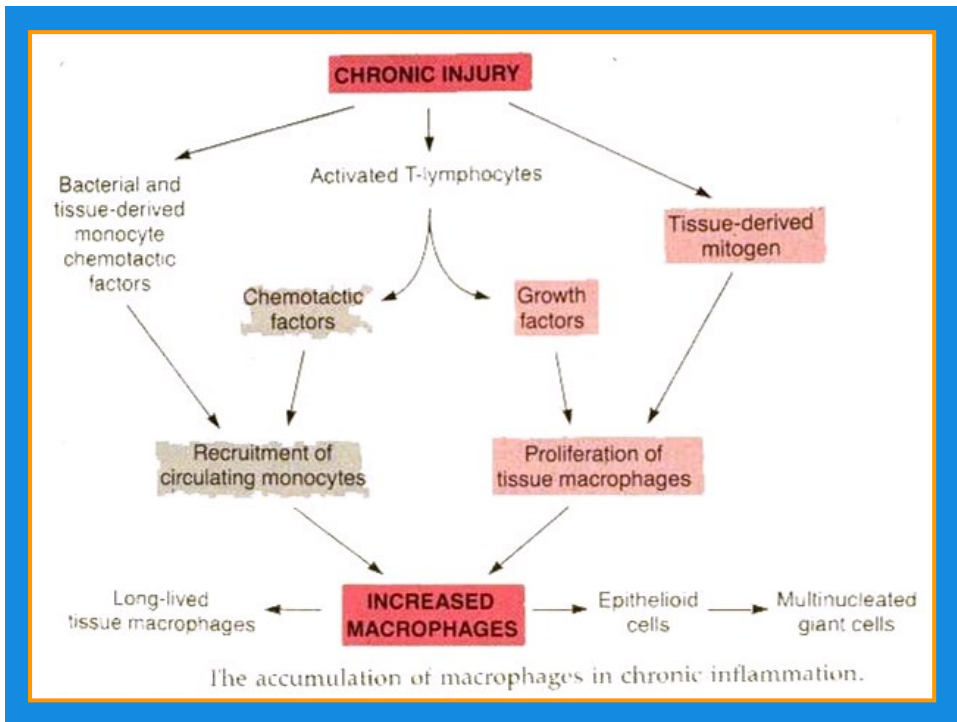 CHRONIC INJURY
Activated T-lymphocytes
Bacterial and
tissue-derived
monocyte
chemotactic
factors
Tissue-derived
mitogen
Chemotactic
factors
Growth
factors
Recruitment of
circulating monocytes
Proliferation of
tissue macrophages
Long-lived
tissue macrophages
INCREASED
MACROPHAGES
Epithelioid
cells
Multinucleated
giant cells
The accumulation of macrophages in chronic inflammation.